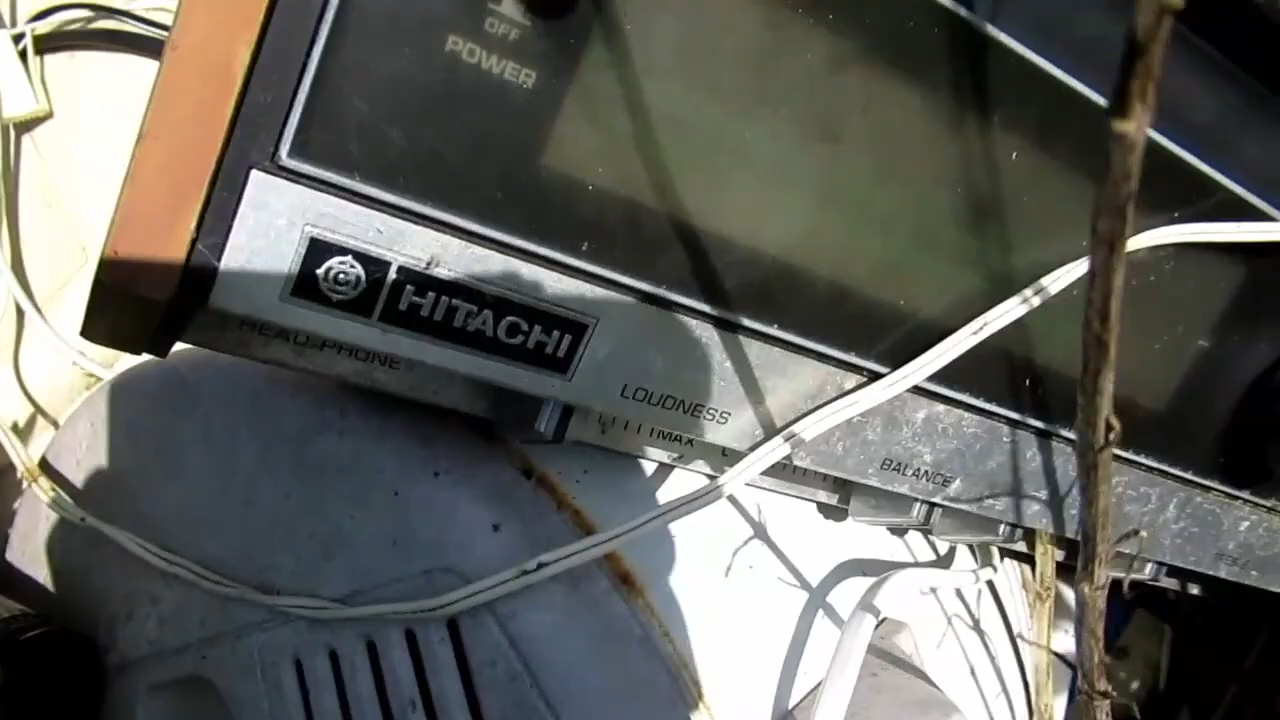 OFF
POWER
HITACHI
HEAD-PHONE
LOUDNESS
MAX
BALANCE